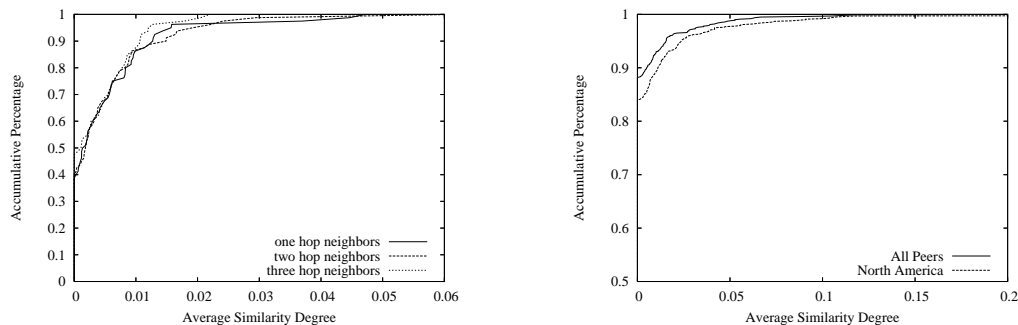 Accumulative Percentage
1
0.9
0.8
0.7
0.6
0.5
0.4
0.3
0.2
0.1
0
one hop neighbors
two hop neighbors
three hop neighbors
0 0.01 0.02 0.03 0.04 0.05 0.06
Average Similarity Degree
Accumulative Percentage
1
0.9
0.8
0.7
0.6
0.5
All Peers
North America
0 0.05 0.1 0.15 0.2
Average Similarity Degree